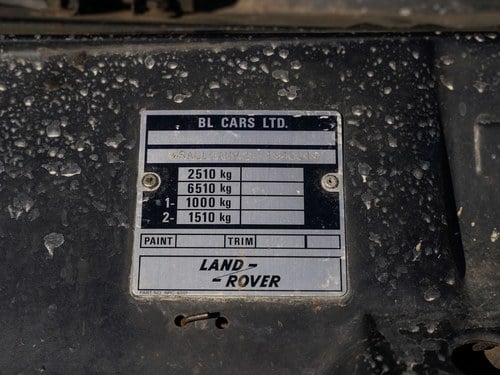 BL CARS LTD.
2510 kg
6510 kg
1- 1000 kg
2- 1510 kg
PAINT TRIM
LAND-
-ROVER